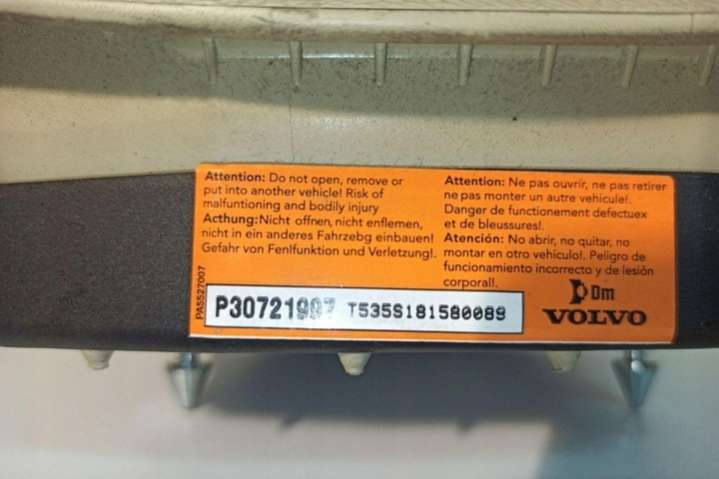 Attention: Do not open, remove or
put into another vehicle! Risk of
malfuntioning and bodily injury
Acthung: Nicht offnen, nicht enflemen,
nicht in ein anderes Fahrzebg einbauen!
Gefahr von Fenlfunktion und Verletzung!.
Attention: Ne pas ouvrir, ne pas retirer
ne pas monter un autre vehicule!.
Danger de functionement defectuex
et de bleussures!.
Atención: No abrir, no quitar, no
montar en otro vehículo!. Peligro de
funcionamiento incorrecto y de lesión
corporal!.
PA5527007
P30721997 T535S181580089
Dm
VOLVO